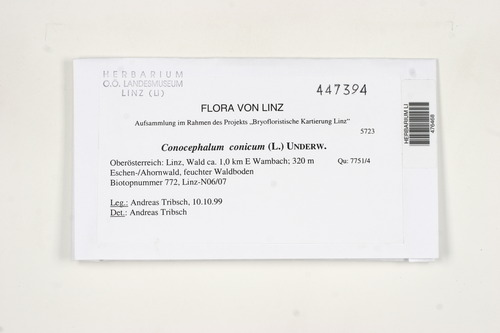 HERBARIUM
O.Ö. LANDESMUSEUM
LINZ (LI)
447394
FLORA VON LINZ
Aufsammlung im Rahmen des Projekts „Bryofloristische Kartierung Linz"
5723
Conocephalum conicum (L.) UNDERW.
Oberösterreich: Linz, Wald ca. 1,0 km E Wambach; 320 m Qu: 7751/4
Eschen-/Ahornwald, feuchter Waldboden
Biotopnummer 772, Linz-N06/07
Leg.: Andreas Tribsch, 10.10.99
Det.: Andreas Tribsch
HERBARIUM LI
476468